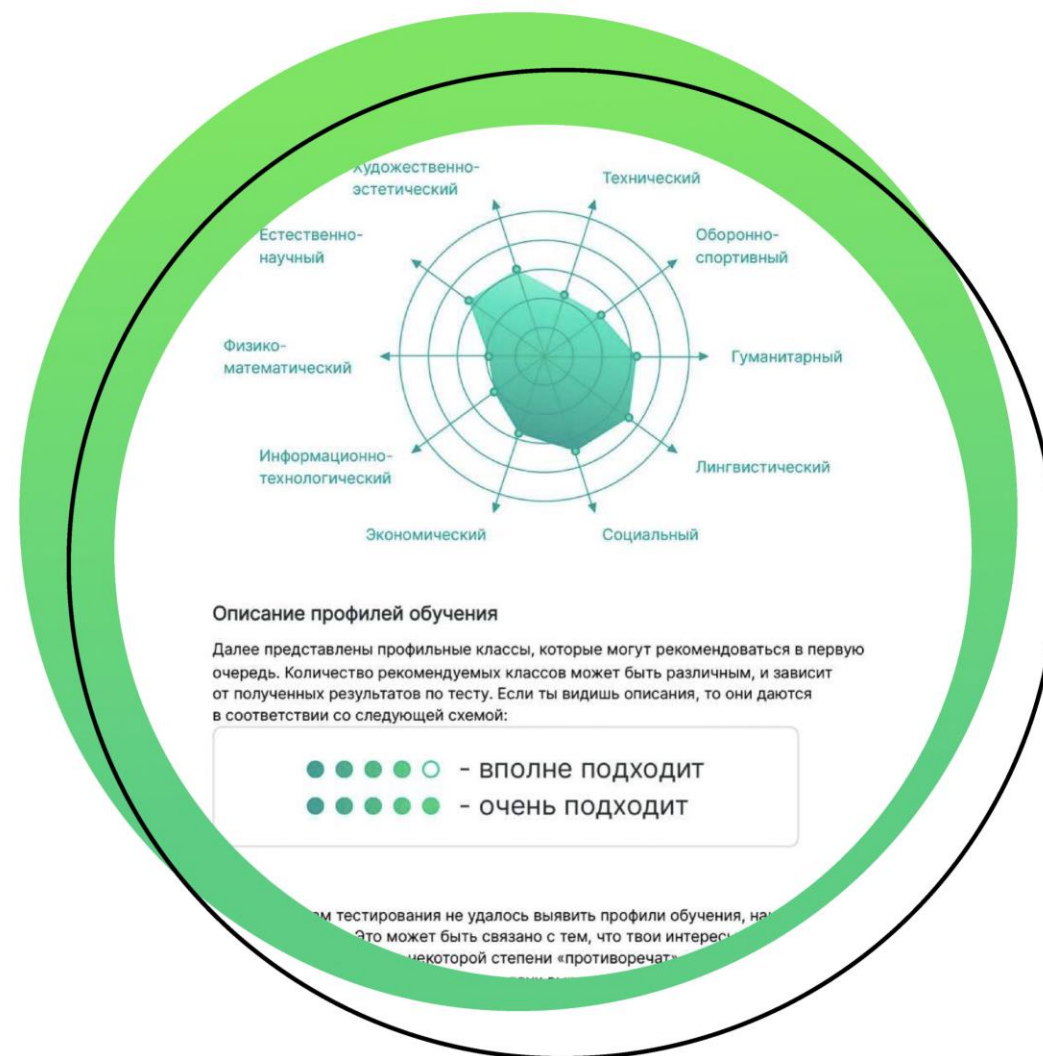 Художественно-
эстетический
Технический
Естественно-
научный
Оборонно-
спортивный
Физико-
математический
Гуманитарный
Информационно-
технологический
Лингвистический
Экономический
Социальный
Описание профилей обучения
Далее представлены профильные классы, которые могут рекомендоваться в первую
очередь. Количество рекомендуемых классов может быть различным, и зависит
от полученных результатов по тесту. Если ты видишь описания, то они даются
в соответствии со следующей схемой:
- вполне подходит
- очень подходит
тестирования не удалось выявить профили обучения,
Это может быть связано с тем, что твои
некоторой степени «противоречат»